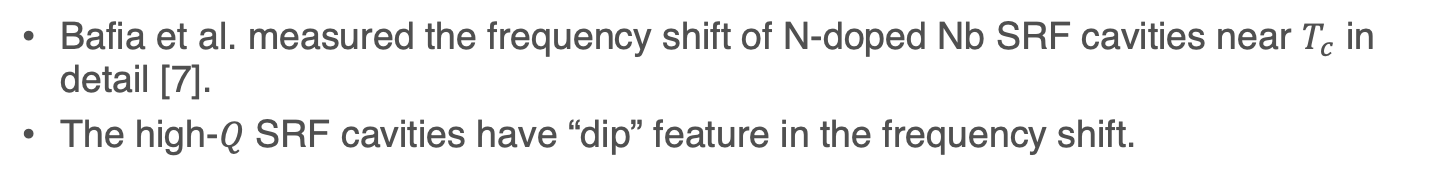 • Bafia et al. measured the frequency shift of N-doped Nb SRF cavities near T_c in
detail [7].
• The high-Q SRF cavities have “dip” feature in the frequency shift.